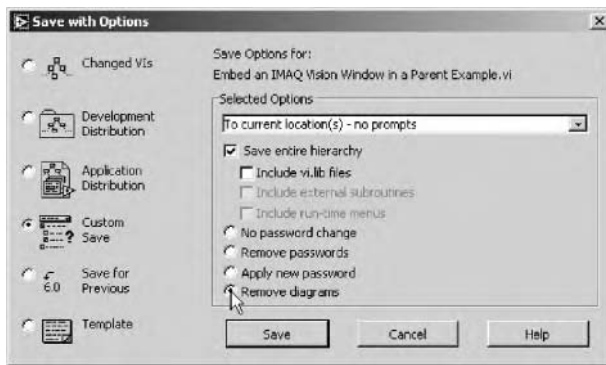 Save with Options
Changed VIs
Development
Distribution
Application
Distribution
Custom
Save
6.0
Save for
Previous
Template
Save Options for:
Embed an IMAQ Vision Window in a Parent Example.vi
Selected Options
To current location(s) - no prompts
Save entire hierarchy
Include vi.lib files
Include external subroutines
Include run-time menus
No password change
Remove passwords
Apply new password
Remove diagrams
Save
Cancel
Help